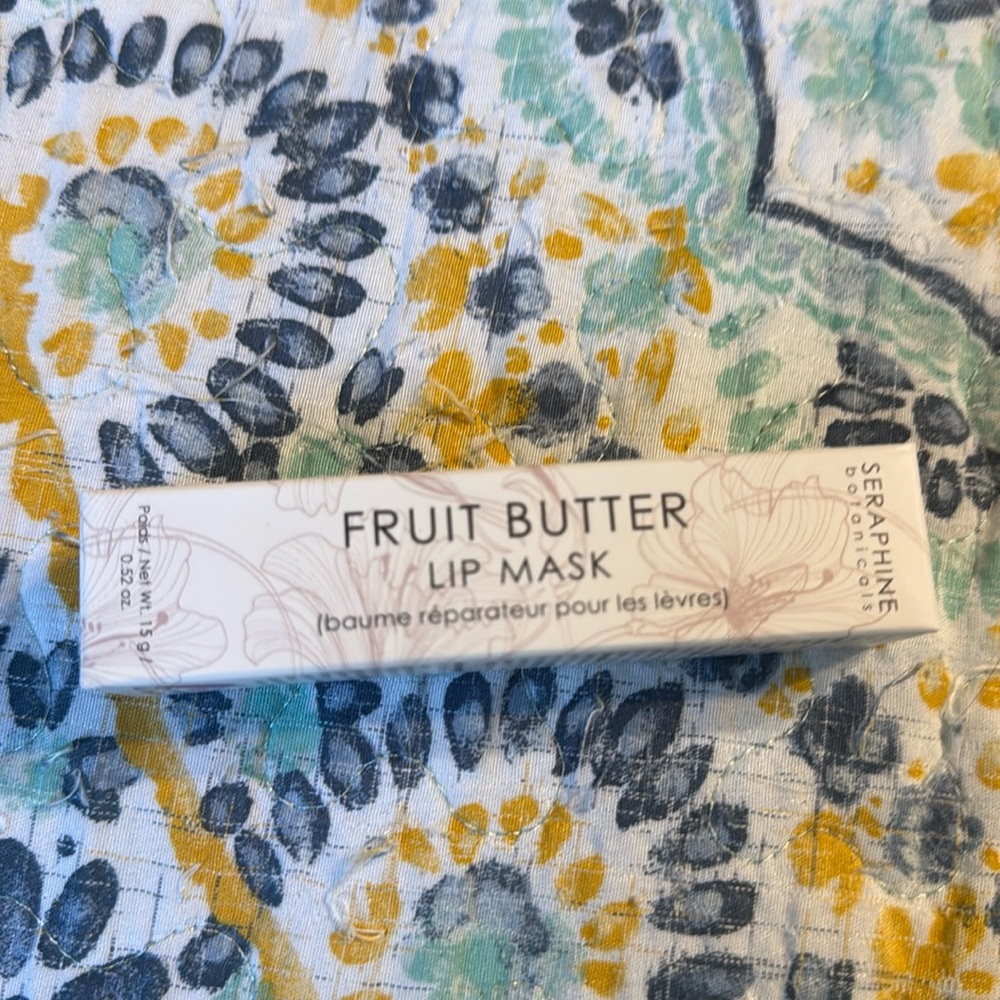 FRUIT BUTTER
LIP MASK
(baume réparateur pour les lèvres)
SERAPHINE
botanicals
Poids / Net Wt. 15 g /
0.52 oz.